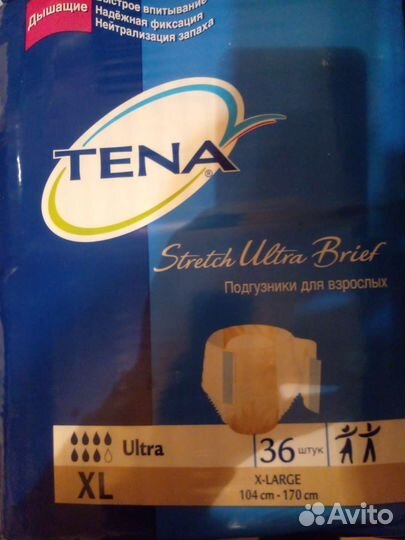 Дышащие
Быстрое впитывание
Надёжная фиксация
Нейтрализация запаха
TENA
®
Stretch Ultra Brief
Подгузники для взрослых
Ultra
36 штук
XL
X-LARGE
104 cm - 170 cm
Avito